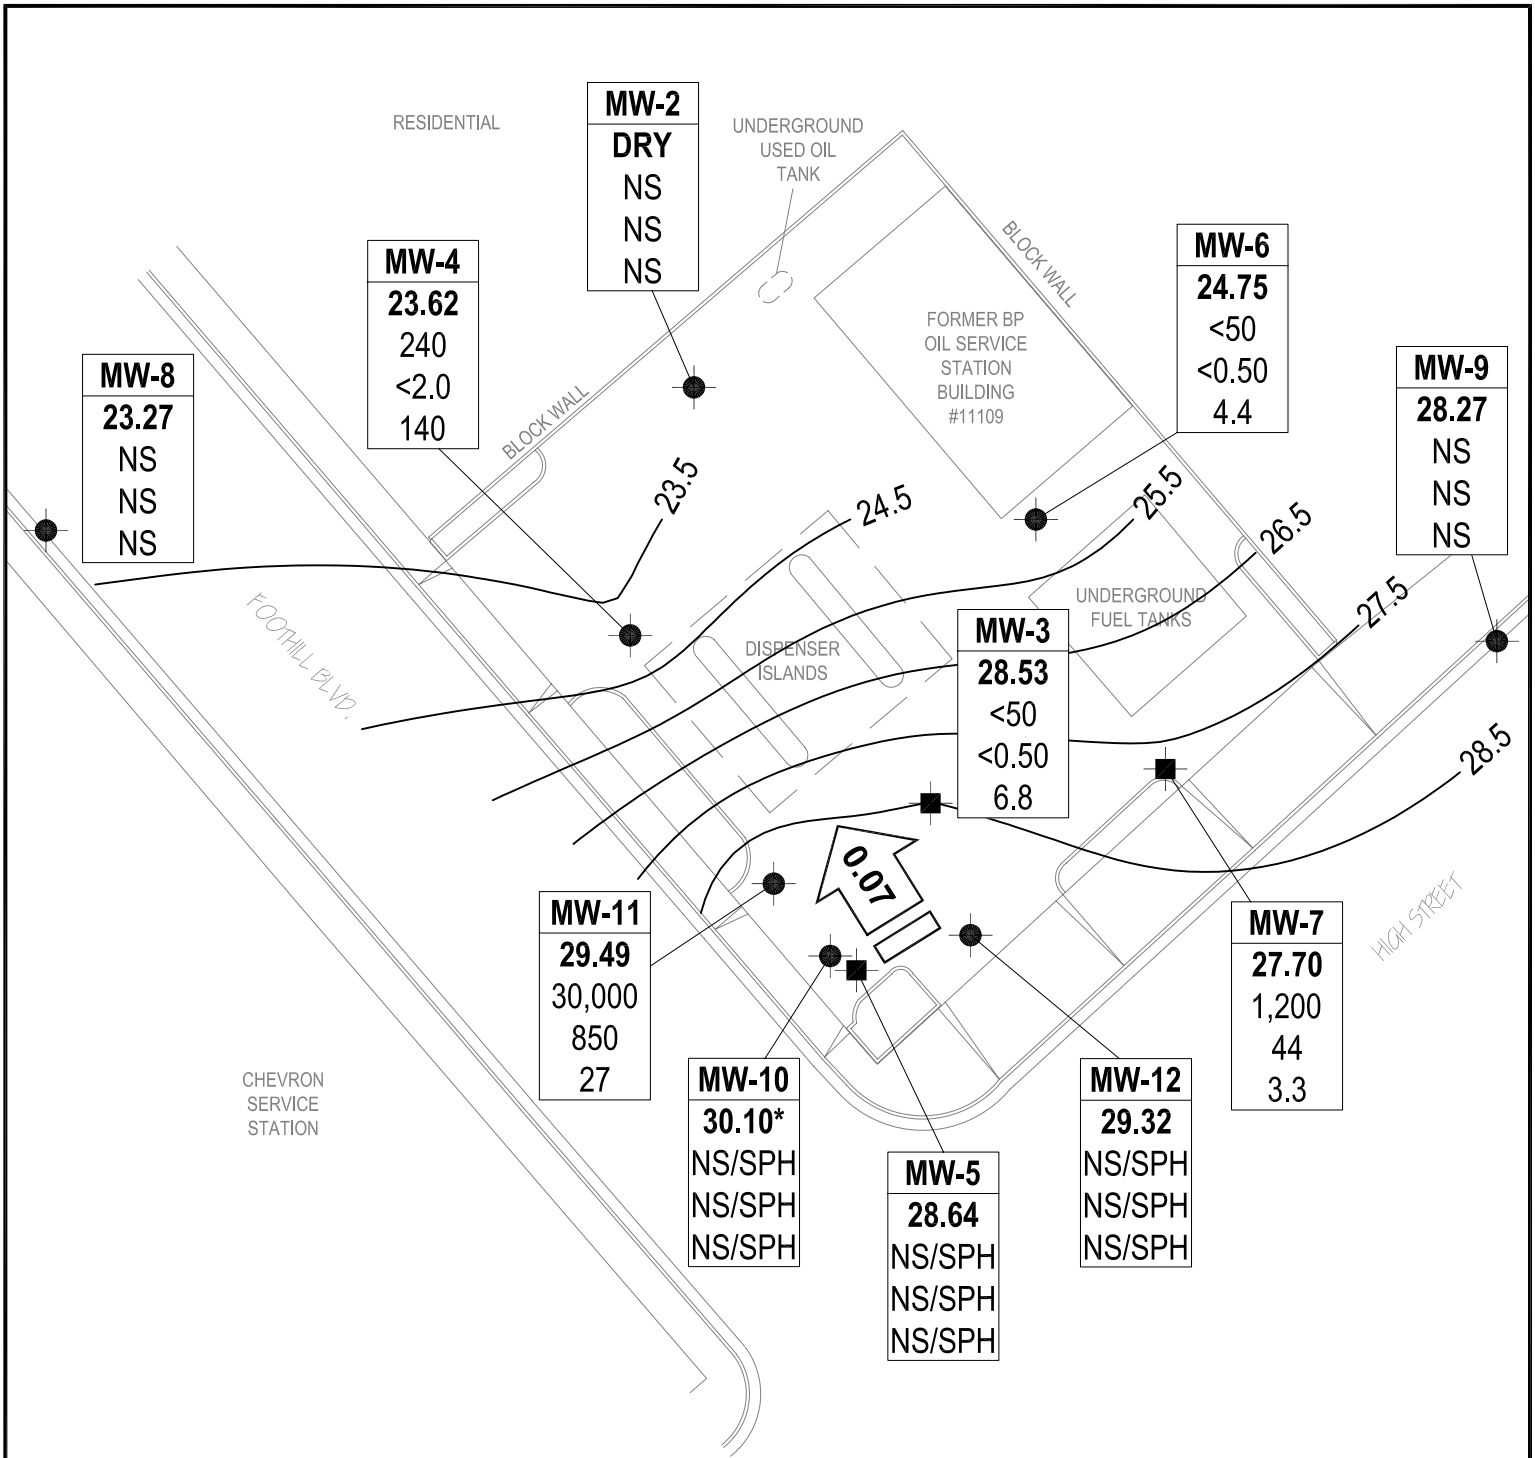 RESIDENTIAL
MW-2
DRY
NS
NS
NS
UNDERGROUND
USED OIL
TANK
BLOCK WALL
MW-4
23.62
240
<2.0
140
MW-6
24.75
<50
<0.50
4.4
FORMER BP
OIL SERVICE
STATION
BUILDING
#11109
MW-8
23.27
NS
NS
NS
MW-9
28.27
NS
NS
NS
BLOCK WALL
23.5
24.5
25.5
26.5
27.5
28.5
FOOTHILL BLVD.
UNDERGROUND
FUEL TANKS
DISPENSER
ISLANDS
MW-3
28.53
<50
<0.50
6.8
0.07
MW-11
29.49
30,000
850
27
MW-7
27.70
1,200
44
3.3
HIGH STREET
CHEVRON
SERVICE
STATION
MW-10
30.10*
NS/SPH
NS/SPH
NS/SPH
MW-12
29.32
NS/SPH
NS/SPH
NS/SPH
MW-5
28.64
NS/SPH
NS/SPH
NS/SPH